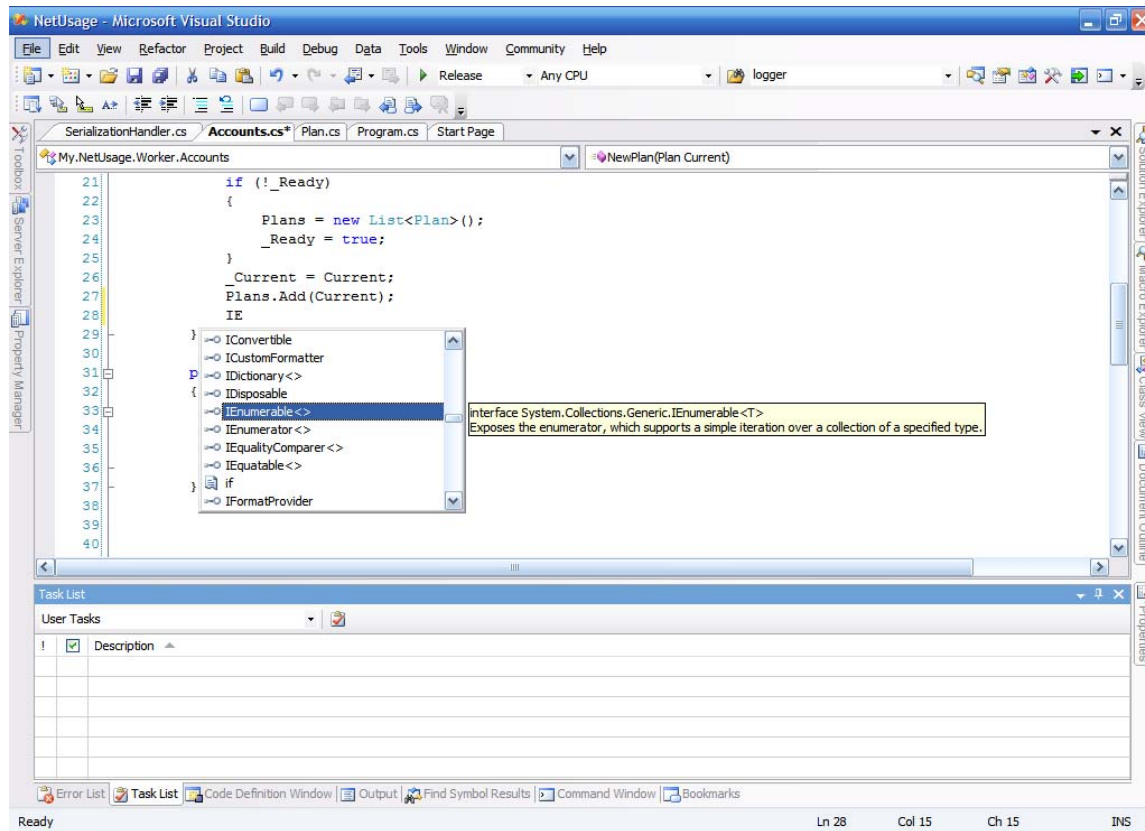 NetUsage - Microsoft Visual Studio
File Edit View Refactor Project Build Debug Data Tools Window Community Help
Release Any CPU logger
SerializationHandler.cs Accounts.cs* Plan.cs Program.cs Start Page
My.NetUsage.Worker.Accounts NewPlan(Plan Current)
Toolbox
Server Explorer
Property Manager
21 if (!_Ready)
22 {
23 Plans = new List<Plan>();
24 _Ready = true;
25 }
26 _Current = Current;
27 Plans.Add(Current);
28 IE
29 }
30
31 p
32 {
33
34
35
36
37 }
38
39
40
IConvertible
ICustomFormatter
IDictionary<>
IDisposable
IEnumerable<>
IEnumerator<>
IEqualityComparer<>
IEquatable<>
if
IFormatProvider
interface System.Collections.Generic.IEnumerable<T>
Exposes the enumerator, which supports a simple iteration over a collection of a specified type.
Solution Explorer
Macro Explorer
Class View
Document Outline
Properties
Task List
User Tasks
! Description
Error List Task List Code Definition Window Output Find Symbol Results Command Window Bookmarks
Ready Ln 28 Col 15 Ch 15 INS